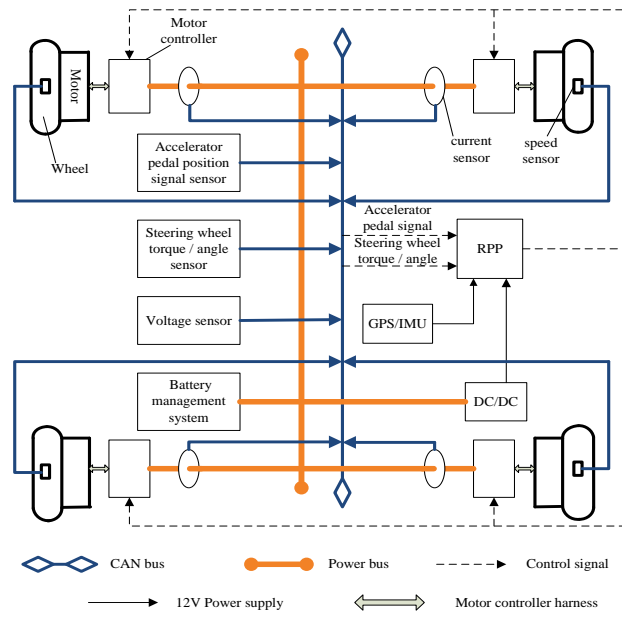 Motor
controller
Motor
Wheel
current
sensor
speed
sensor
Accelerator
pedal position
signal sensor
Accelerator
pedal signal
Steering wheel
torque / angle
Steering wheel
torque / angle
sensor
RPP
Voltage sensor
GPS/IMU
Battery
management
system
DC/DC
CAN bus
Power bus
Control signal
12V Power supply
Motor controller harness